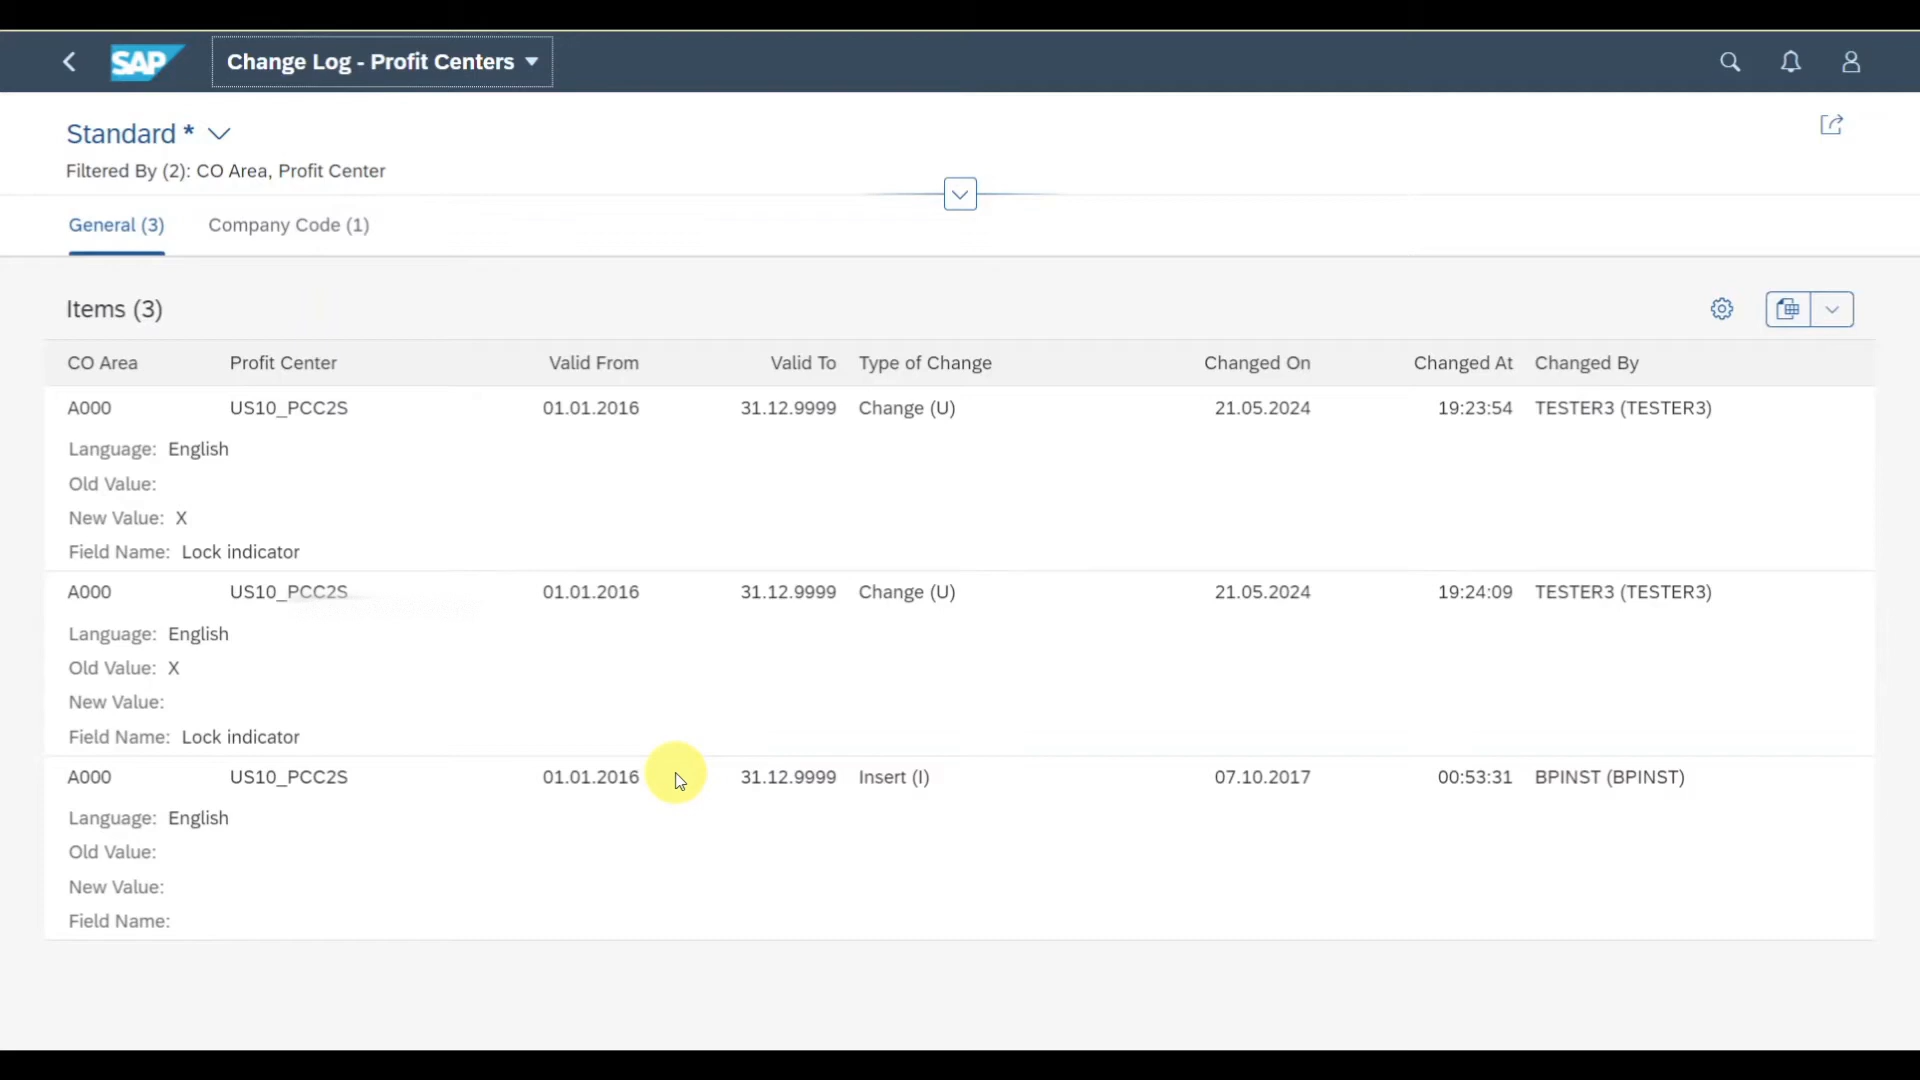 SAP Change Log - Profit Centers
Standard *
Filtered By (2): CO Area, Profit Center
General (3) Company Code (1)
Items (3)
CO Area Profit Center Valid From Valid To Type of Change Changed On Changed At Changed By
A000 US10_PCC2S 01.01.2016 31.12.9999 Change (U) 21.05.2024 19:23:54 TESTER3 (TESTER3)
Language: English
Old Value:
New Value: X
Field Name: Lock indicator
A000 US10_PCC2S 01.01.2016 31.12.9999 Change (U) 21.05.2024 19:24:09 TESTER3 (TESTER3)
Language: English
Old Value: X
New Value:
Field Name: Lock indicator
A000 US10_PCC2S 01.01.2016 31.12.9999 Insert (I) 07.10.2017 00:53:31 BPINST (BPINST)
Language: English
Old Value:
New Value:
Field Name: